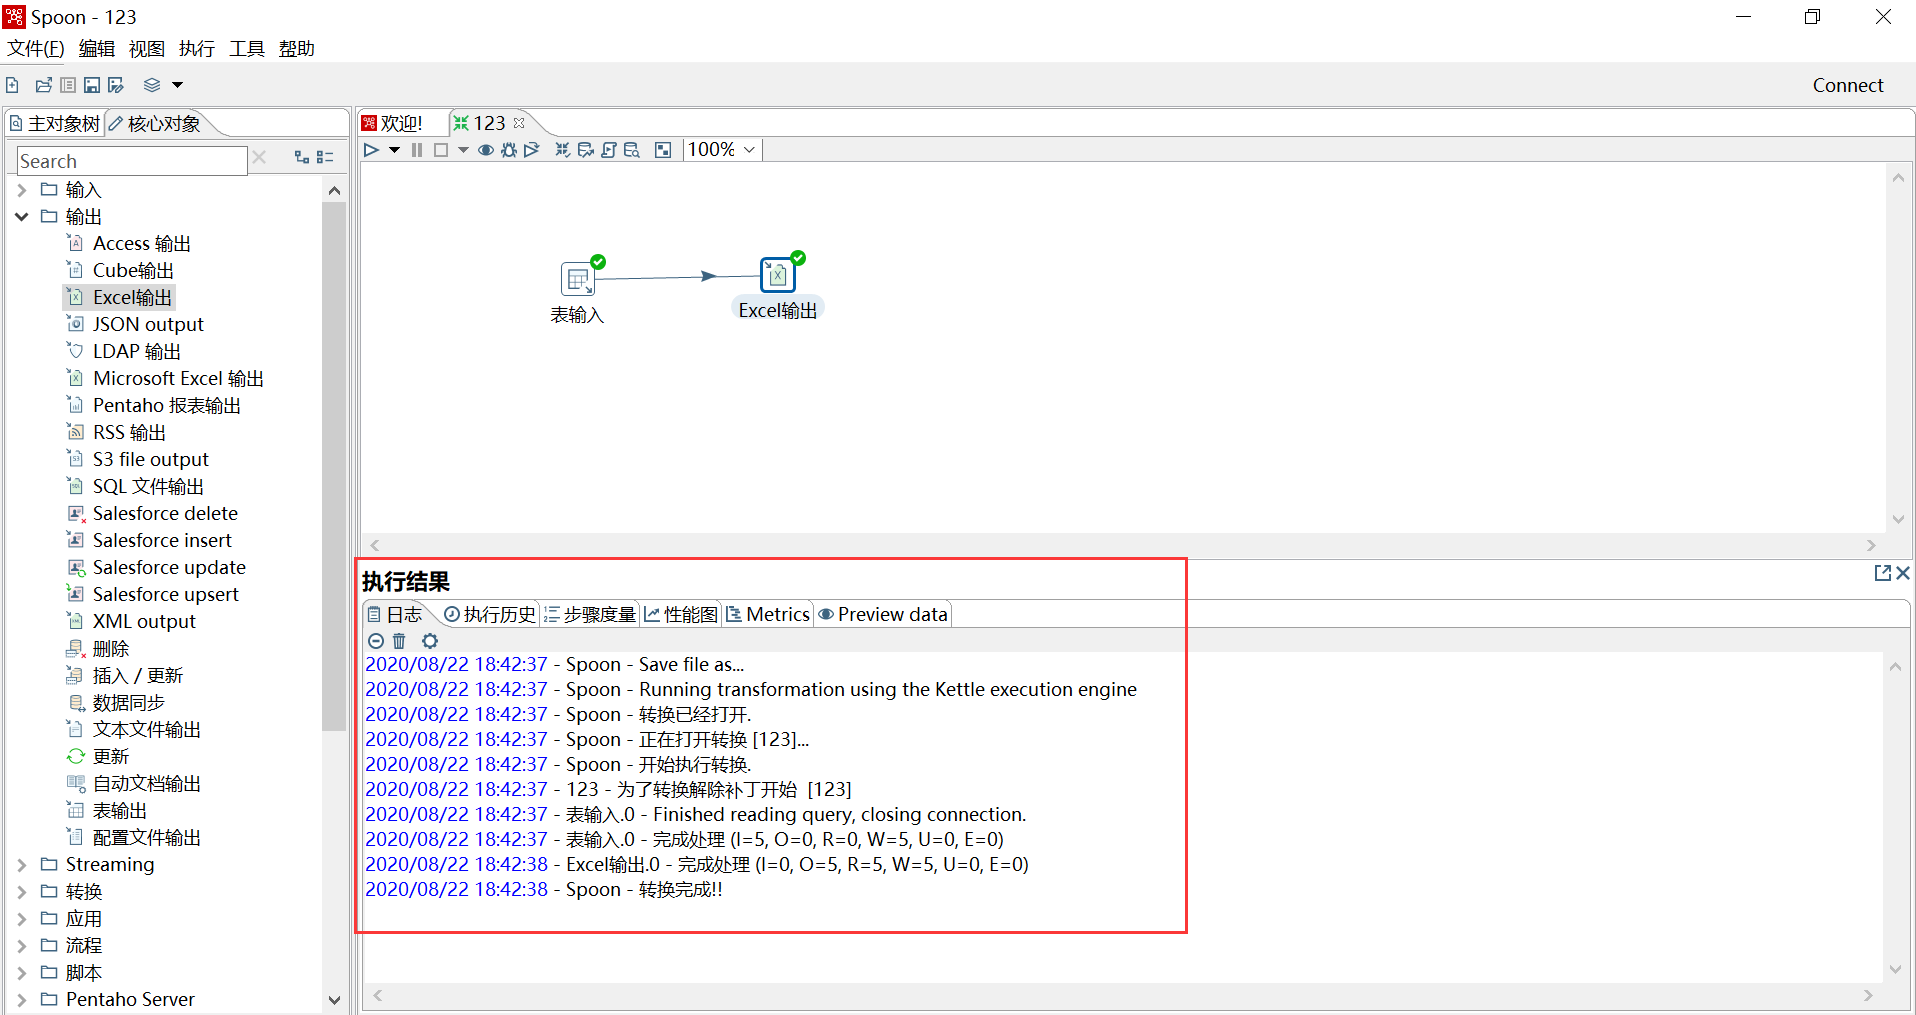 Spoon - 123
文件(F) 编辑 视图 执行 工具 帮助
Connect
主对象树 核心对象
Search
输入
输出
Access 输出
Cube输出
Excel输出
JSON output
LDAP 输出
Microsoft Excel 输出
Pentaho 报表输出
RSS 输出
S3 file output
SQL 文件输出
Salesforce delete
Salesforce insert
Salesforce update
Salesforce upsert
XML output
删除
插入 / 更新
数据同步
文本文件输出
更新
自动文档输出
表输出
配置文件输出
Streaming
转换
应用
流程
脚本
Pentaho Server
欢迎! 123
100%
表输入
Excel输出
执行结果
日志 执行历史 步骤度量 性能图 Metrics Preview data
2020/08/22 18:42:37 - Spoon - Save file as...
2020/08/22 18:42:37 - Spoon - Running transformation using the Kettle execution engine
2020/08/22 18:42:37 - Spoon - 转换已经打开.
2020/08/22 18:42:37 - Spoon - 正在打开转换 [123]...
2020/08/22 18:42:37 - Spoon - 开始执行转换.
2020/08/22 18:42:37 - 123 - 为了转换解除补丁开始  [123]
2020/08/22 18:42:37 - 表输入.0 - Finished reading query, closing connection.
2020/08/22 18:42:37 - 表输入.0 - 完成处理 (I=5, O=0, R=0, W=5, U=0, E=0)
2020/08/22 18:42:38 - Excel输出.0 - 完成处理 (I=0, O=5, R=5, W=5, U=0, E=0)
2020/08/22 18:42:38 - Spoon - 转换完成!!